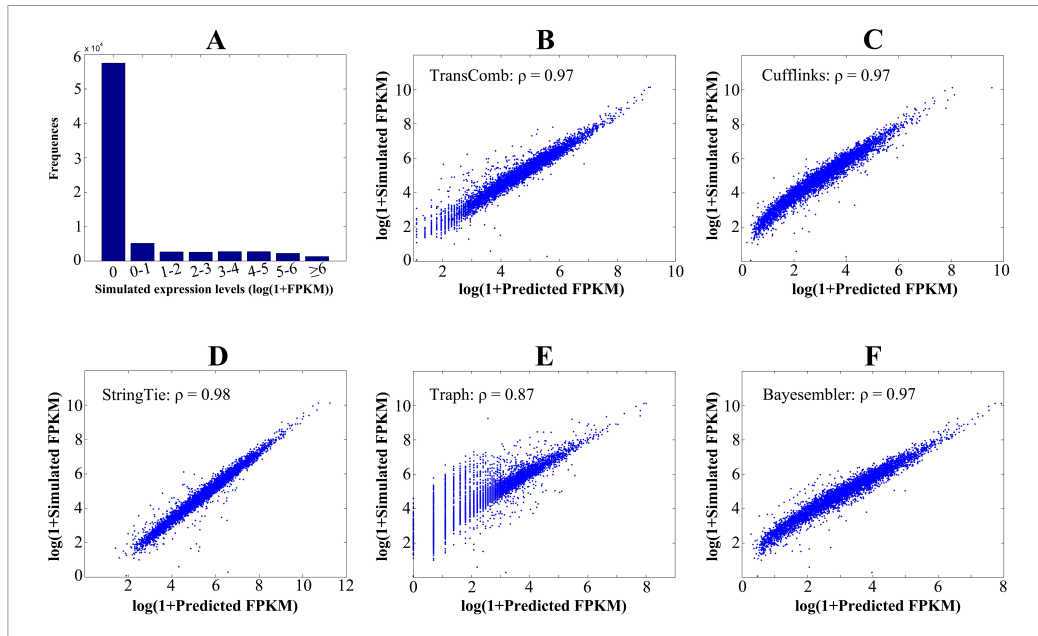 A
x 10⁴
6
5
4
3
2
1
0
Frequences
0 0-1 1-2 2-3 3-4 4-5 5-6 ≥6
Simulated expression levels (log(1+FPKM))
B
TransComb: ρ = 0.97
10
8
6
4
2
0
log(1+Simulated FPKM)
2 4 6 8 10
log(1+Predicted FPKM)
C
Cufflinks: ρ = 0.97
10
8
6
4
2
log(1+Simulated FPKM)
0 2 4 6 8 10
log(1+Predicted FPKM)
D
StringTie: ρ = 0.98
10
8
6
4
2
0
log(1+Simulated FPKM)
2 4 6 8 10 12
log(1+Predicted FPKM)
E
Traph: ρ = 0.87
10
8
6
4
2
log(1+Simulated FPKM)
0 2 4 6 8
log(1+Predicted FPKM)
F
Bayesembler: ρ = 0.97
10
8
6
4
2
0
log(1+Simulated FPKM)
0 2 4 6 8
log(1+Predicted FPKM)